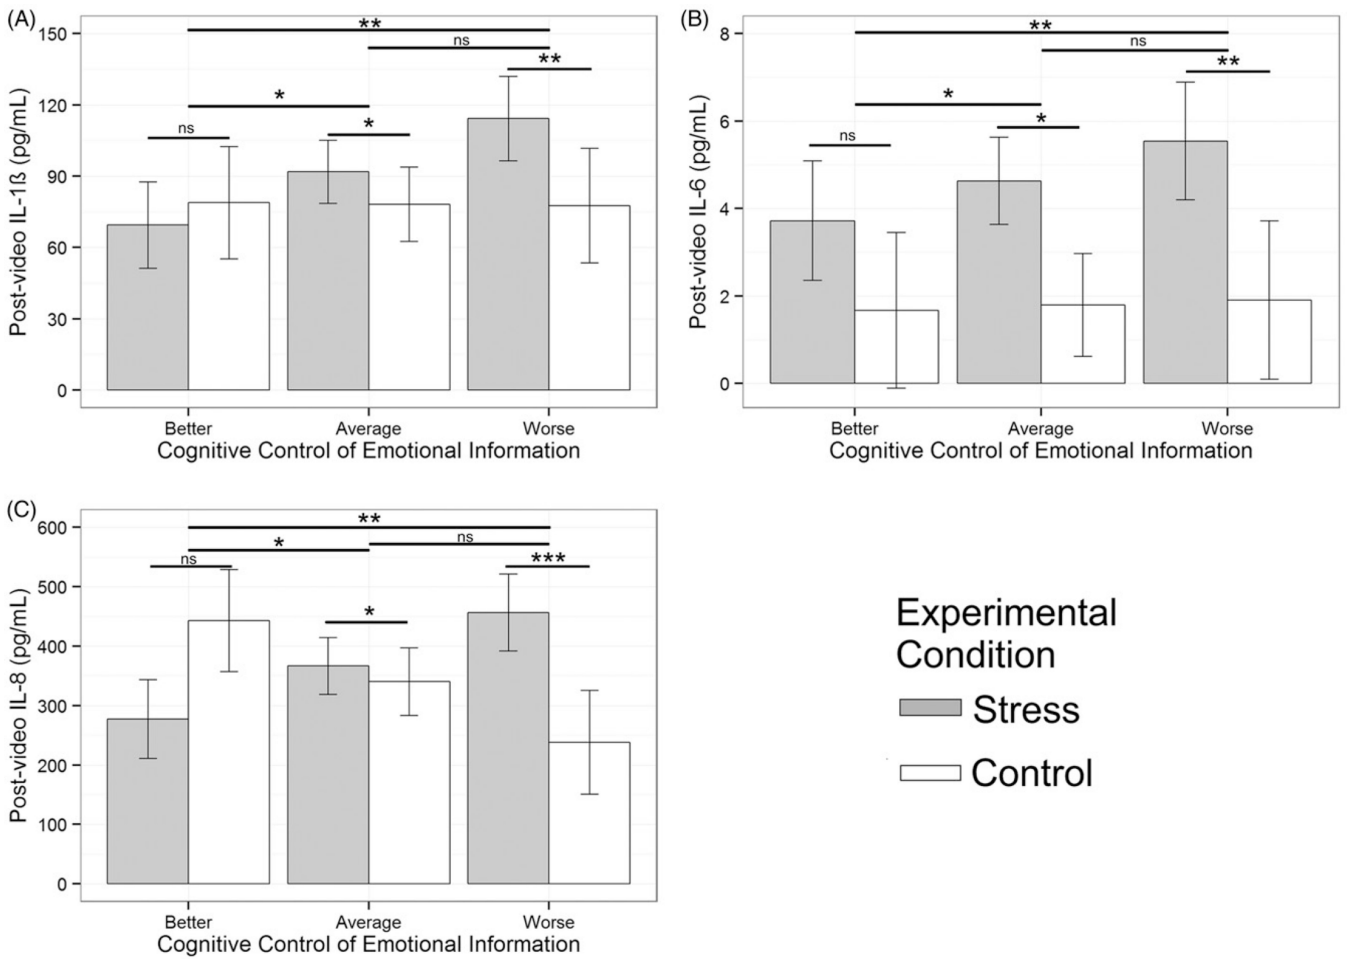 (A)
Post-video IL-1ß (pg/mL)
150
120
90
60
30
0
**
ns
**
*
*
ns
Better
Average
Worse
Cognitive Control of Emotional Information
(B)
Post-video IL-6 (pg/mL)
8
6
4
2
0
**
ns
**
*
*
ns
Better
Average
Worse
Cognitive Control of Emotional Information
(C)
Post-video IL-8 (pg/mL)
600
500
400
300
200
100
0
**
ns
*
ns
***
*
Better
Average
Worse
Cognitive Control of Emotional Information
Experimental
Condition
Stress
Control